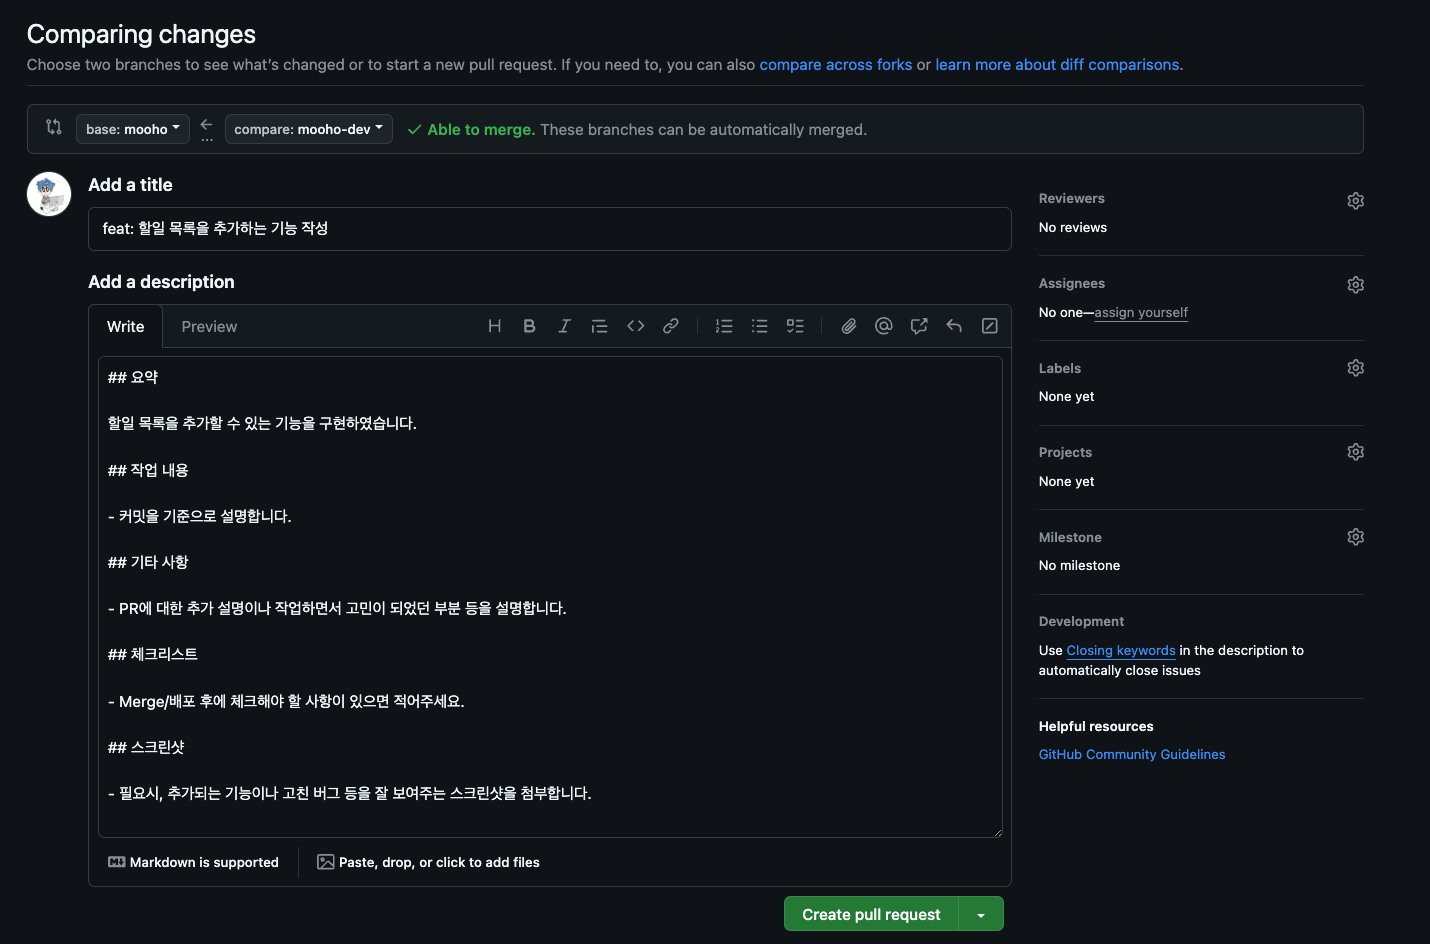 Comparing changes
Choose two branches to see what's changed or to start a new pull request. If you need to, you can also compare across forks or learn more about diff comparisons.
base: mooho
compare: mooho-dev
Able to merge. These branches can be automatically merged.
Add a title
feat: 할일 목록을 추가하는 기능 작성
Add a description
Write
Preview
## 요약
할일 목록을 추가할 수 있는 기능을 구현하였습니다.
## 작업 내용
- 커밋을 기준으로 설명합니다.
## 기타 사항
- PR에 대한 추가 설명이나 작업하면서 고민이 되었던 부분 등을 설명합니다.
## 체크리스트
- Merge/배포 후에 체크해야 할 사항이 있으면 적어주세요.
## 스크린샷
- 필요시, 추가되는 기능이나 고친 버그 등을 잘 보여주는 스크린샷을 첨부합니다.
Markdown is supported
Paste, drop, or click to add files
Create pull request
Reviewers
No reviews
Assignees
No one—assign yourself
Labels
None yet
Projects
None yet
Milestone
No milestone
Development
Use Closing keywords in the description to
automatically close issues
Helpful resources
GitHub Community Guidelines